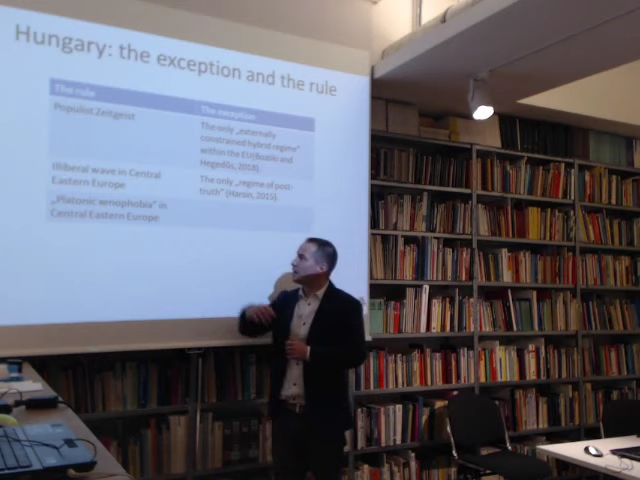 Hungary: the exception and the rule
The rule
The exception
Populist Zeitgeist
The only „externally
constrained hybrid regime"
within the EU(Bozóki and
Hegedűs, 2018)
Illiberal wave in Central
Eastern Europe
The only „regime of post-
truth" (Harsin, 2015)
„Platonic xenophobia" in
Central Eastern Europe